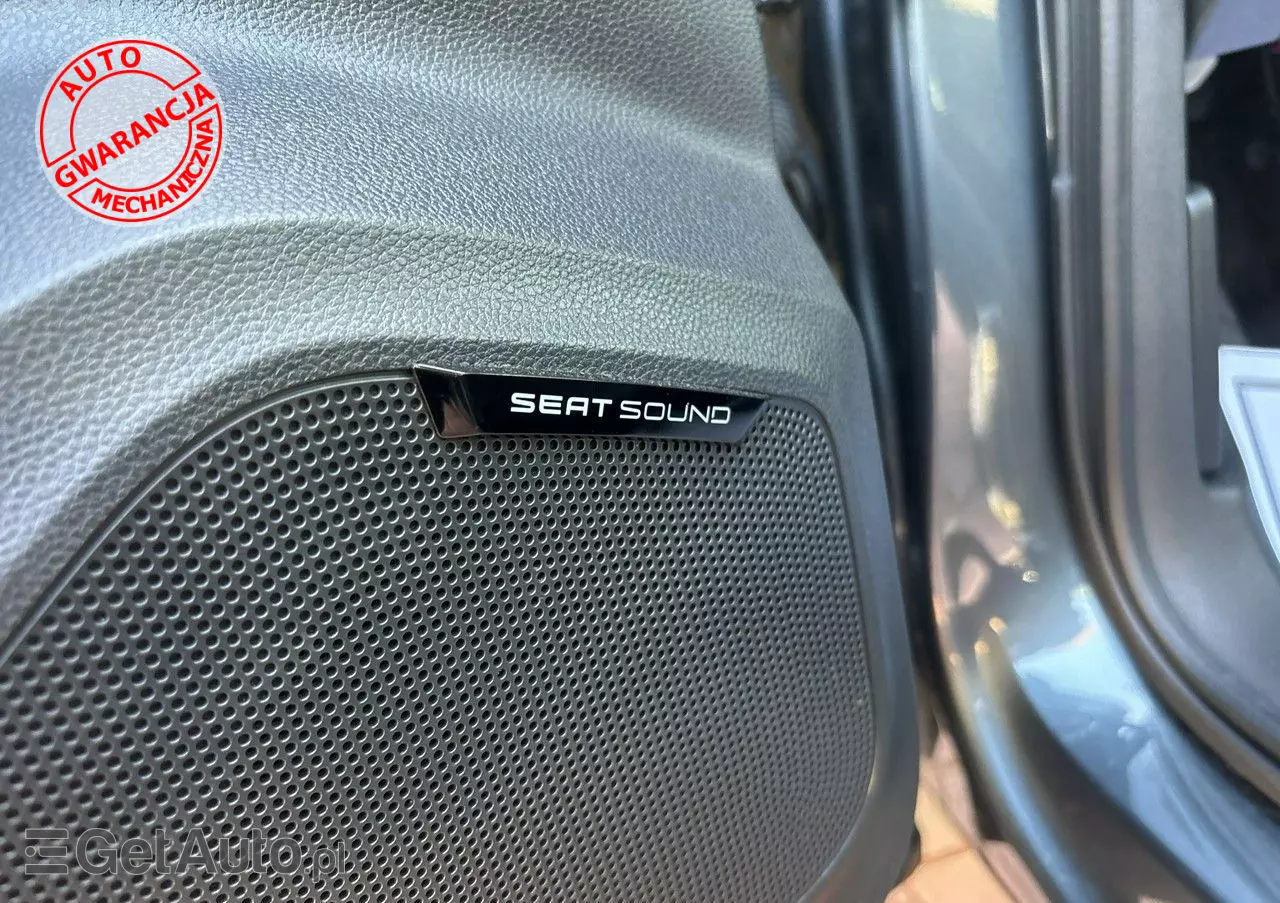 AUTO
GWARANCJA
MECHANICZNA
SEAT SOUND
GetAuto.pl